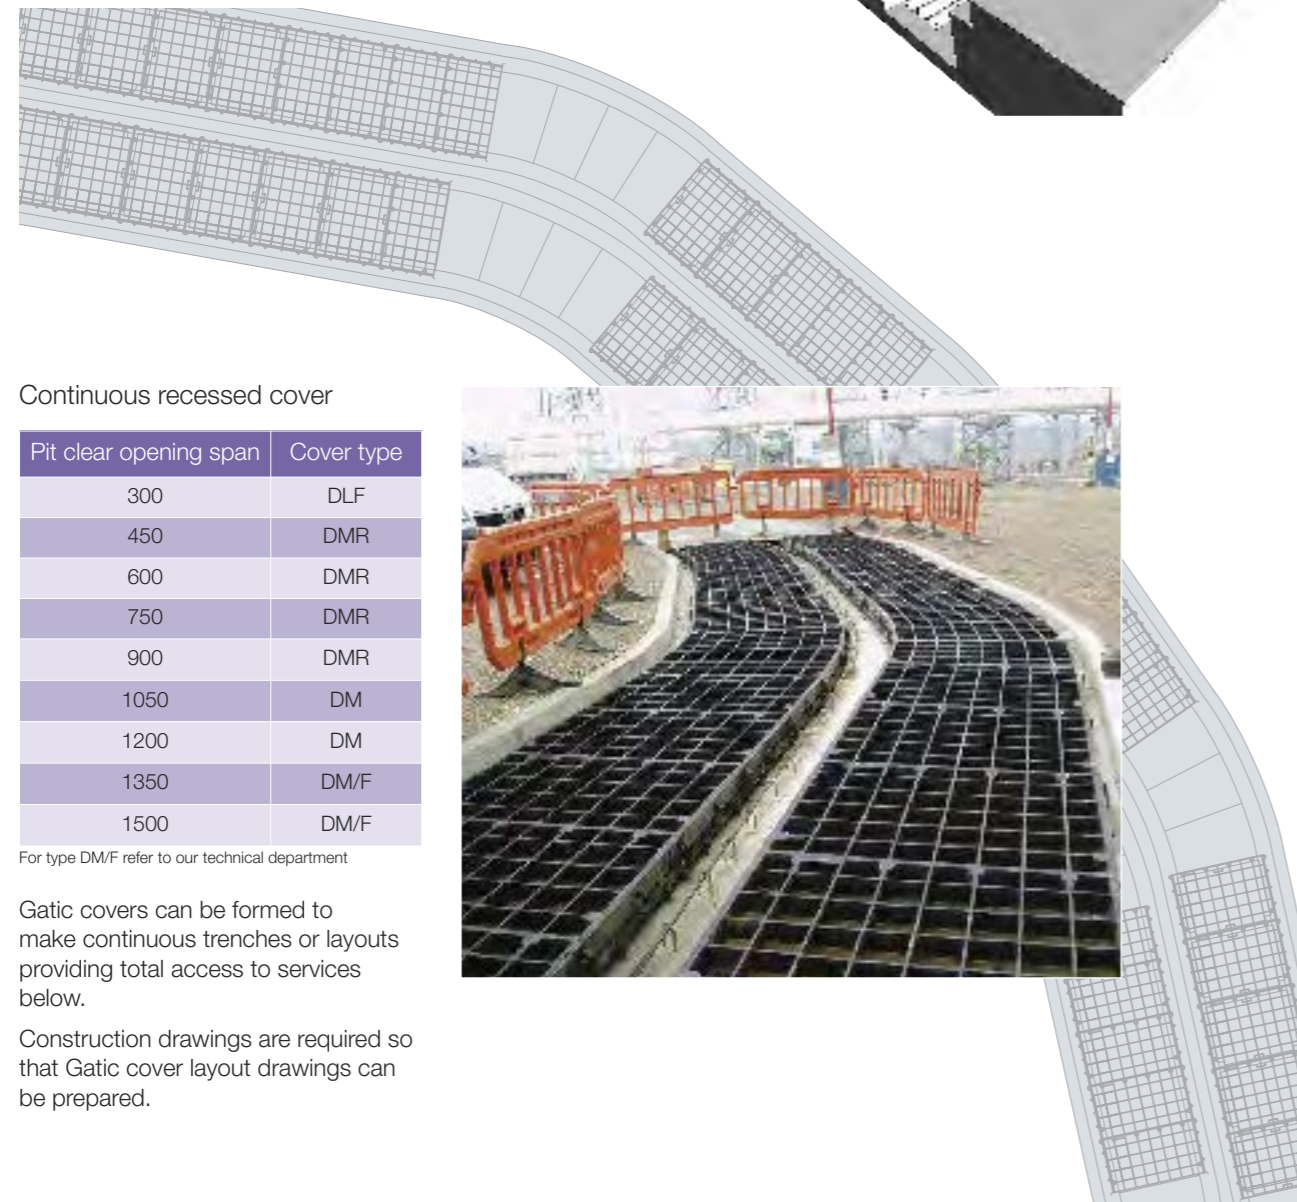 Continuous recessed cover
Pit clear opening span Cover type
300 DLF
450 DMR
600 DMR
750 DMR
900 DMR
1050 DM
1200 DM
1350 DM/F
1500 DM/F
For type DM/F refer to our technical department
Gatic covers can be formed to
make continuous trenches or layouts
providing total access to services
below.
Construction drawings are required so
that Gatic cover layout drawings can
be prepared.